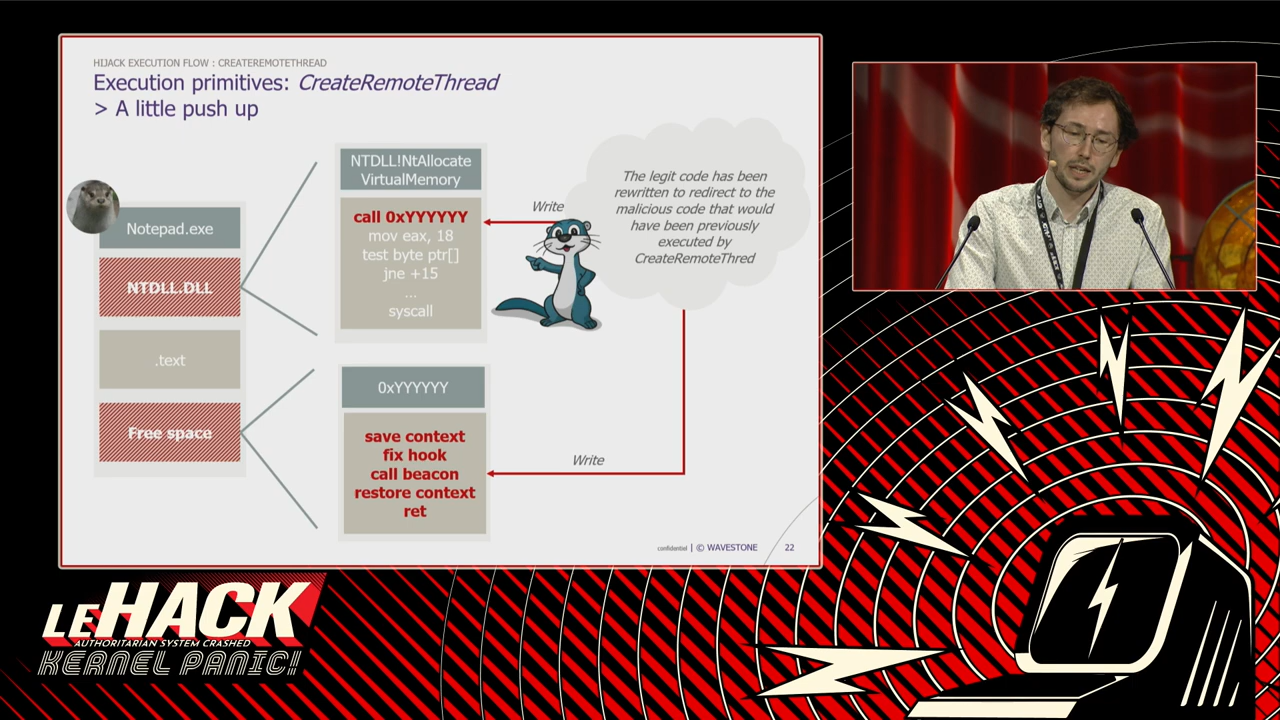 HIJACK EXECUTION FLOW : CREATEREMOTETHREAD
Execution primitives: CreateRemoteThread
> A little push up
Notepad.exe
NTDLL.DLL
.text
Free space
NTDLL!NtAllocate
VirtualMemory
call 0xYYYYYY
mov eax, 18
test byte ptr[]
jne +15
...
syscall
Write
The legit code has been
rewritten to redirect to the
malicious code that would
have been previously
executed by
CreateRemoteThred
0xYYYYYY
save context
fix hook
call beacon
restore context
ret
Write
confidentiel | © WAVESTONE 22
LEHACK
AUTHORITARIAN SYSTEM CRASHED
KERNEL PANIC!